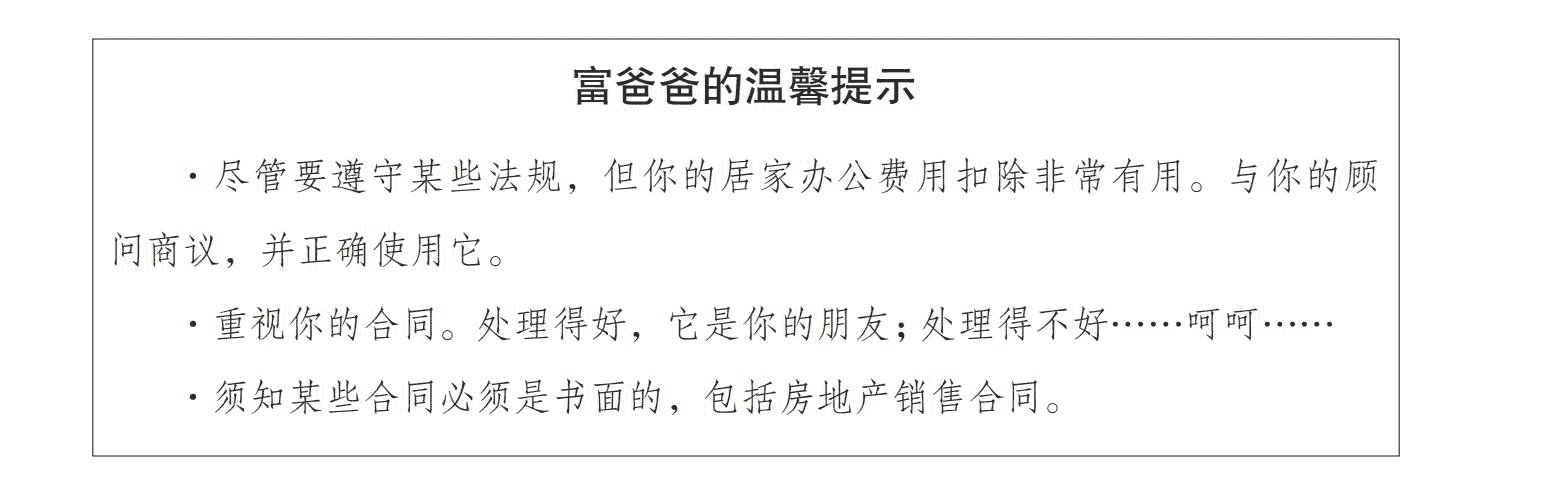 富爸爸的温馨提示
·尽管要遵守某些法规，但你的居家办公费用扣除非常有用。与你的顾
问商议，并正确使用它。
·重视你的合同。处理得好，它是你的朋友；处理得不好……呵呵……
·须知某些合同必须是书面的，包括房地产销售合同。